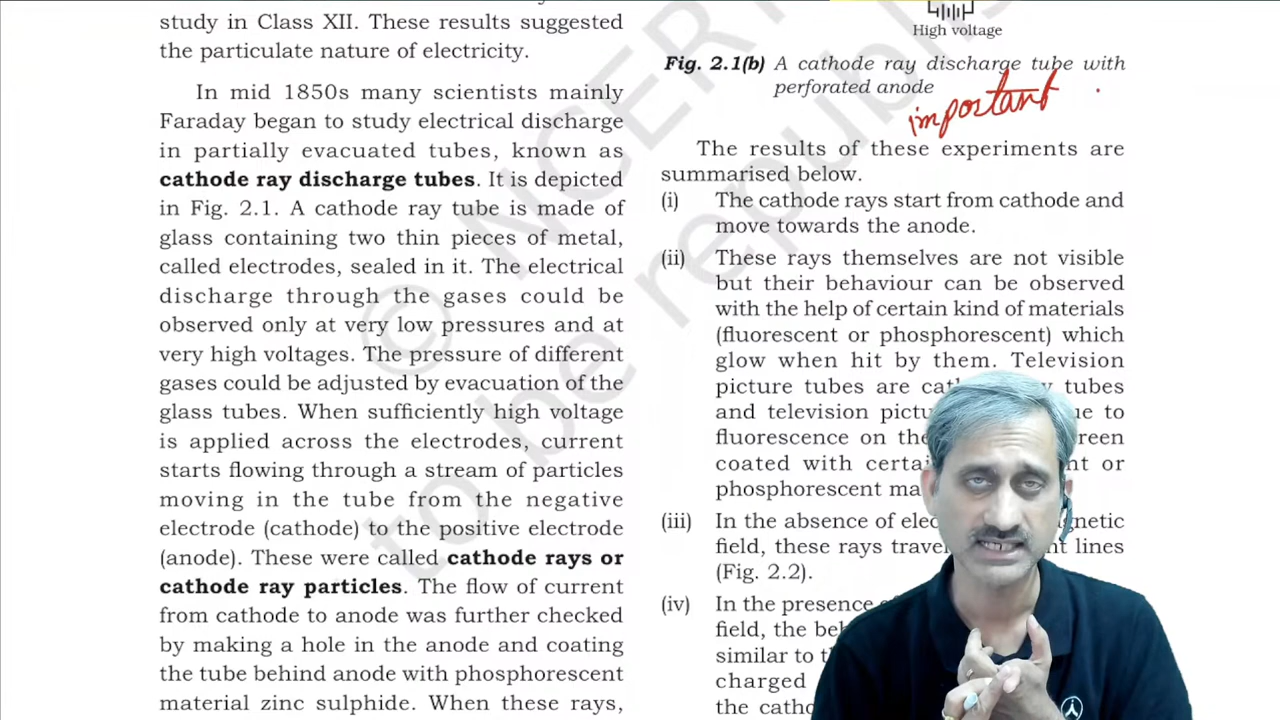 study in Class XII. These results suggested
the particulate nature of electricity.
In mid 1850s many scientists mainly
Faraday began to study electrical discharge
in partially evacuated tubes, known as
cathode ray discharge tubes. It is depicted
in Fig. 2.1. A cathode ray tube is made of
glass containing two thin pieces of metal,
called electrodes, sealed in it. The electrical
discharge through the gases could be
observed only at very low pressures and at
very high voltages. The pressure of different
gases could be adjusted by evacuation of the
glass tubes. When sufficiently high voltage
is applied across the electrodes, current
starts flowing through a stream of particles
moving in the tube from the negative
electrode (cathode) to the positive electrode
(anode). These were called cathode rays or
cathode ray particles. The flow of current
from cathode to anode was further checked
by making a hole in the anode and coating
the tube behind anode with phosphorescent
material zinc sulphide. When these rays,
High voltage
Fig. 2.1(b) A cathode ray discharge tube with
perforated anode
important
The results of these experiments are
summarised below.
(i) The cathode rays start from cathode and
move towards the anode.
(ii) These rays themselves are not visible
but their behaviour can be observed
with the help of certain kind of materials
(fluorescent or phosphorescent) which
glow when hit by them. Television
picture tubes are tubes
and television to
fluorescence on
coated with or
phosphorescent
(iii) In the absence of
field, these rays lines
(Fig. 2.2).
(iv) In the presence
field, the
similar to
charged
the
© NCERT
to be republis